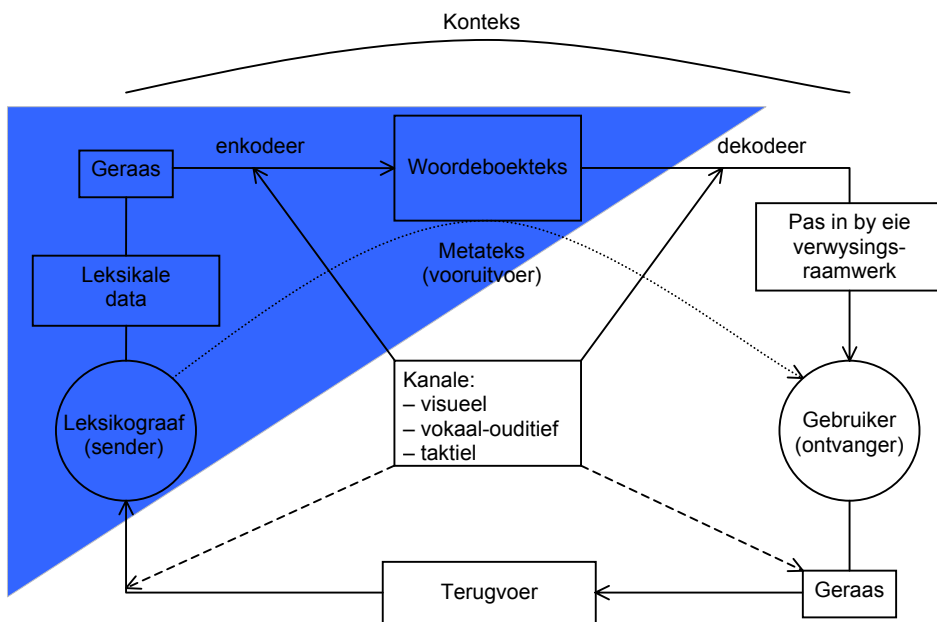 Konteks
enkodeer
dekodeer
Geraas
Woordeboekteks
Pas in by eie
verwysings-
raamwerk
Metateks
(vooruitvoer)
Leksikale
data
Kanale:
– visueel
– vokaal-ouditief
– taktiel
Leksikograaf
(sender)
Gebruiker
(ontvanger)
Terugvoer
Geraas